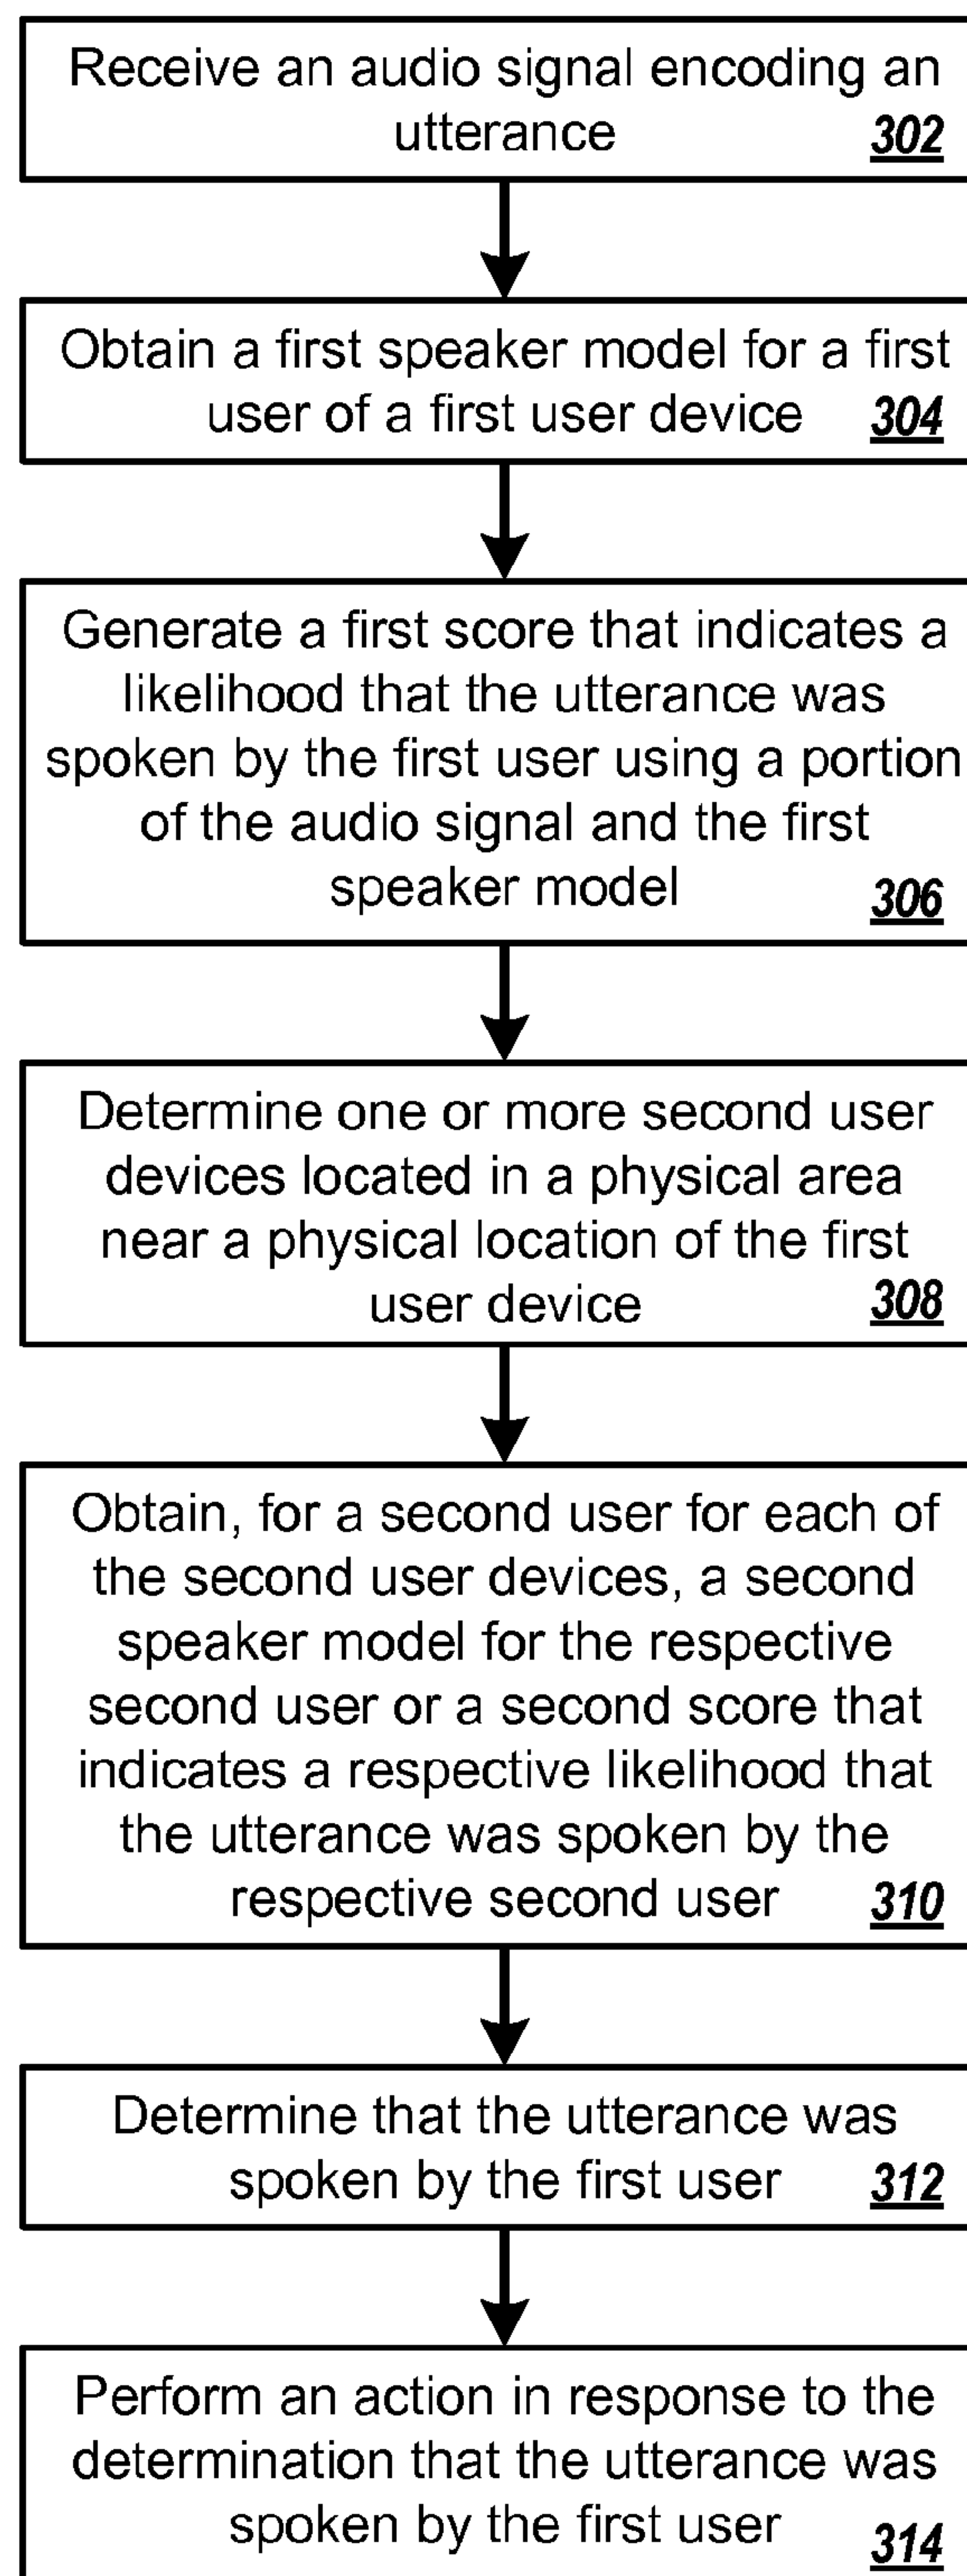 Receive an audio signal encoding an
utterance 302
Obtain a first speaker model for a first
user of a first user device 304
Generate a first score that indicates a
likelihood that the utterance was
spoken by the first user using a portion
of the audio signal and the first
speaker model 306
Determine one or more second user
devices located in a physical area
near a physical location of the first
user device 308
Obtain, for a second user for each of
the second user devices, a second
speaker model for the respective
second user or a second score that
indicates a respective likelihood that
the utterance was spoken by the
respective second user 310
Determine that the utterance was
spoken by the first user 312
Perform an action in response to the
determination that the utterance was
spoken by the first user 314